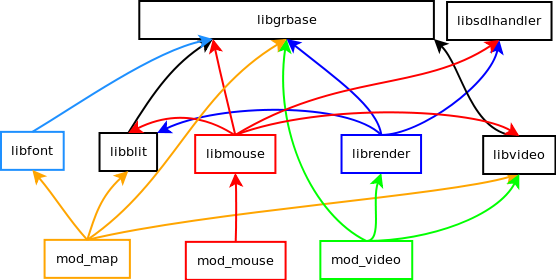 libgrbase
libsdlhandler
libfont
libblit
libmouse
librender
libvideo
mod_map
mod_mouse
mod_video